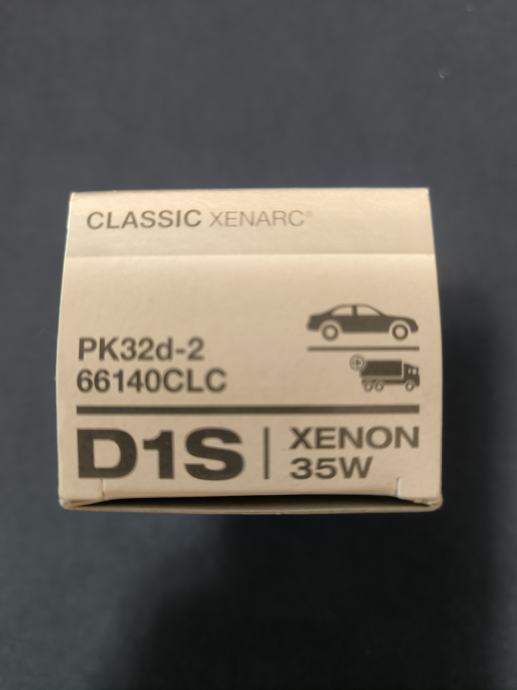 CLASSIC XENARC®
PK32d-2
66140CLC
D1S | XENON
35W